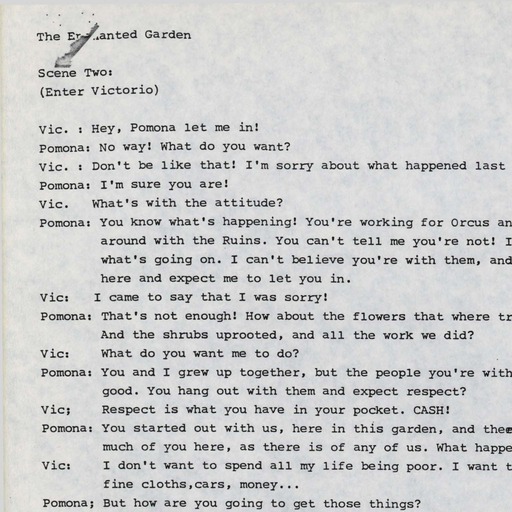 The Enchanted Garden
Scene Two:
(Enter Victorio)
Vic. : Hey, Pomona let me in!
Pomona: No way! What do you want?
Vic. : Don't be like that! I'm sorry about what happened last
Pomona: I'm sure you are!
Vic. What's with the attitude?
Pomona: You know what's happening! You're working for Orcus an
around with the Ruins. You can't tell me you're not! I
what's going on. I can't believe you're with them, and
here and expect me to let you in.
Vic: I came to say that I was sorry!
Pomona: That's not enough! How about the flowers that where tr
And the shrubs uprooted, and all the work we did?
Vic: What do you want me to do?
Pomona: You and I grew up together, but the people you're with
good. You hang out with them and expect respect?
Vic; Respect is what you have in your pocket. CASH!
Pomona: You started out with us, here in this garden, and
much of you here, as there is of any of us. What happe
Vic: I don't want to spend all my life being poor. I want t
fine cloths,cars, money...
Pomona; But how are you going to get those things?